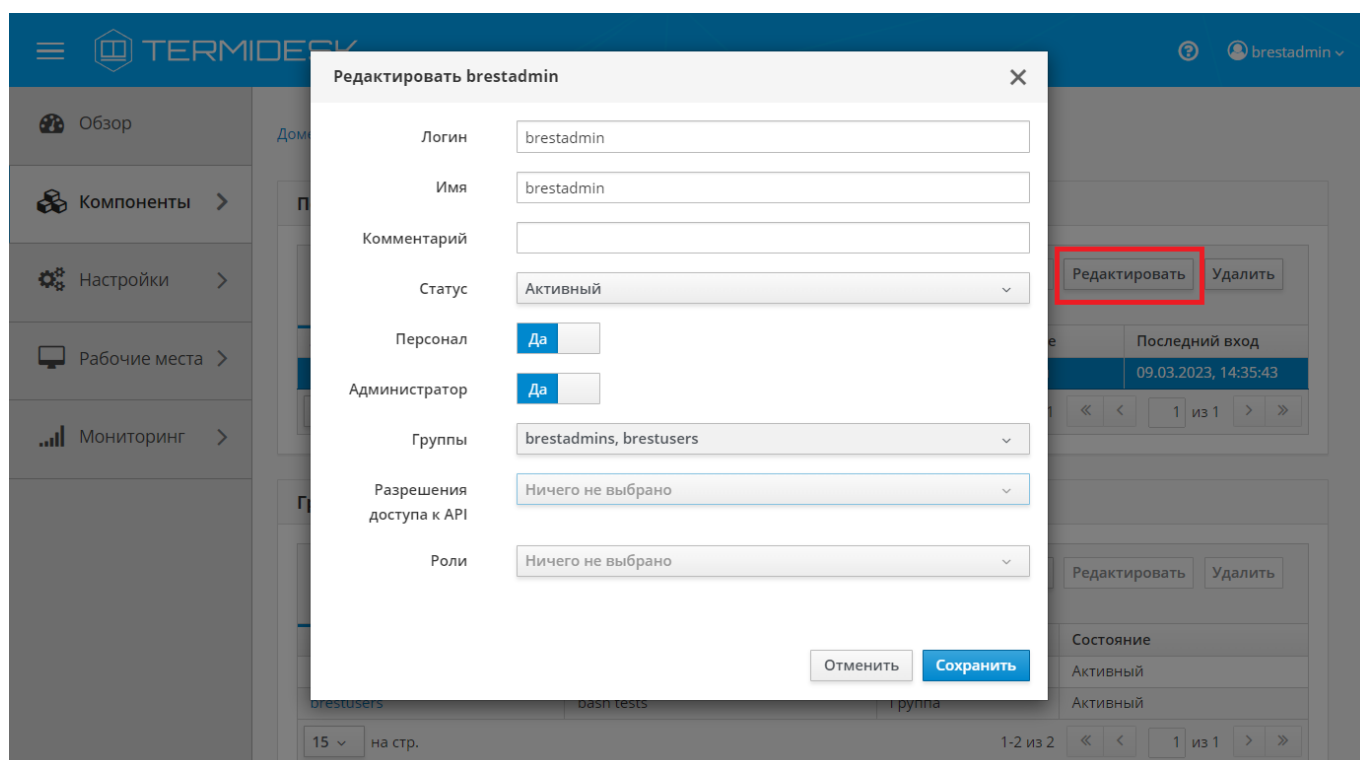 TERMIDESK
brestadmin
Редактировать brestadmin
Обзор
Компоненты
Настройки
Рабочие места
Мониторинг
Логин
brestadmin
Имя
brestadmin
Комментарий
Статус
Активный
Персонал
Да
Администратор
Да
Группы
brestadmins, brestusers
Разрешения
доступа к API
Ничего не выбрано
Роли
Ничего не выбрано
Отменить
Сохранить
Редактировать
Удалить
Последний вход
09.03.2023, 14:35:43
1 из 1
Редактировать
Удалить
Состояние
Активный
brestusers bash tests Группа Активный
15 на стр.
1-2 из 2
1 из 1